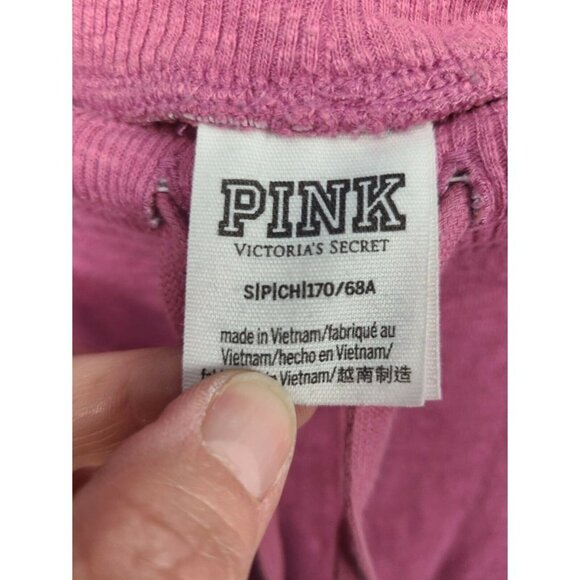 PINK
VICTORIA'S SECRET
S|P|CH|170/68A
made in Vietnam/fabriqué au
Vietnam/hecho en Vietnam/
Vietnam/越南制造